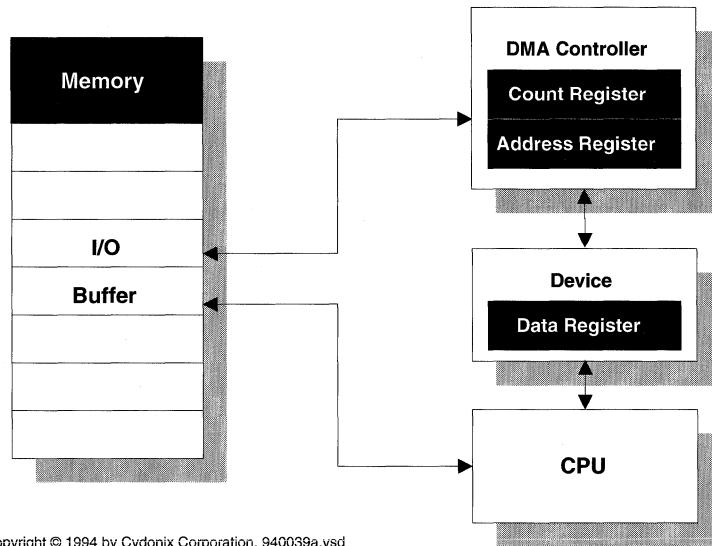 Memory
I/O
Buffer
DMA Controller
Count Register
Address Register
Device
Data Register
CPU
opyright © 1994 by Cydonix Corporation. 940039a.vsd